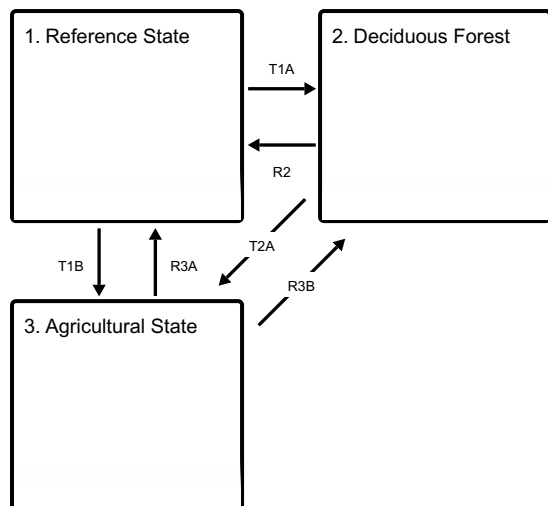 1. Reference State
2. Deciduous Forest
T1A
R2
T1B
R3A
T2A
R3B
3. Agricultural State